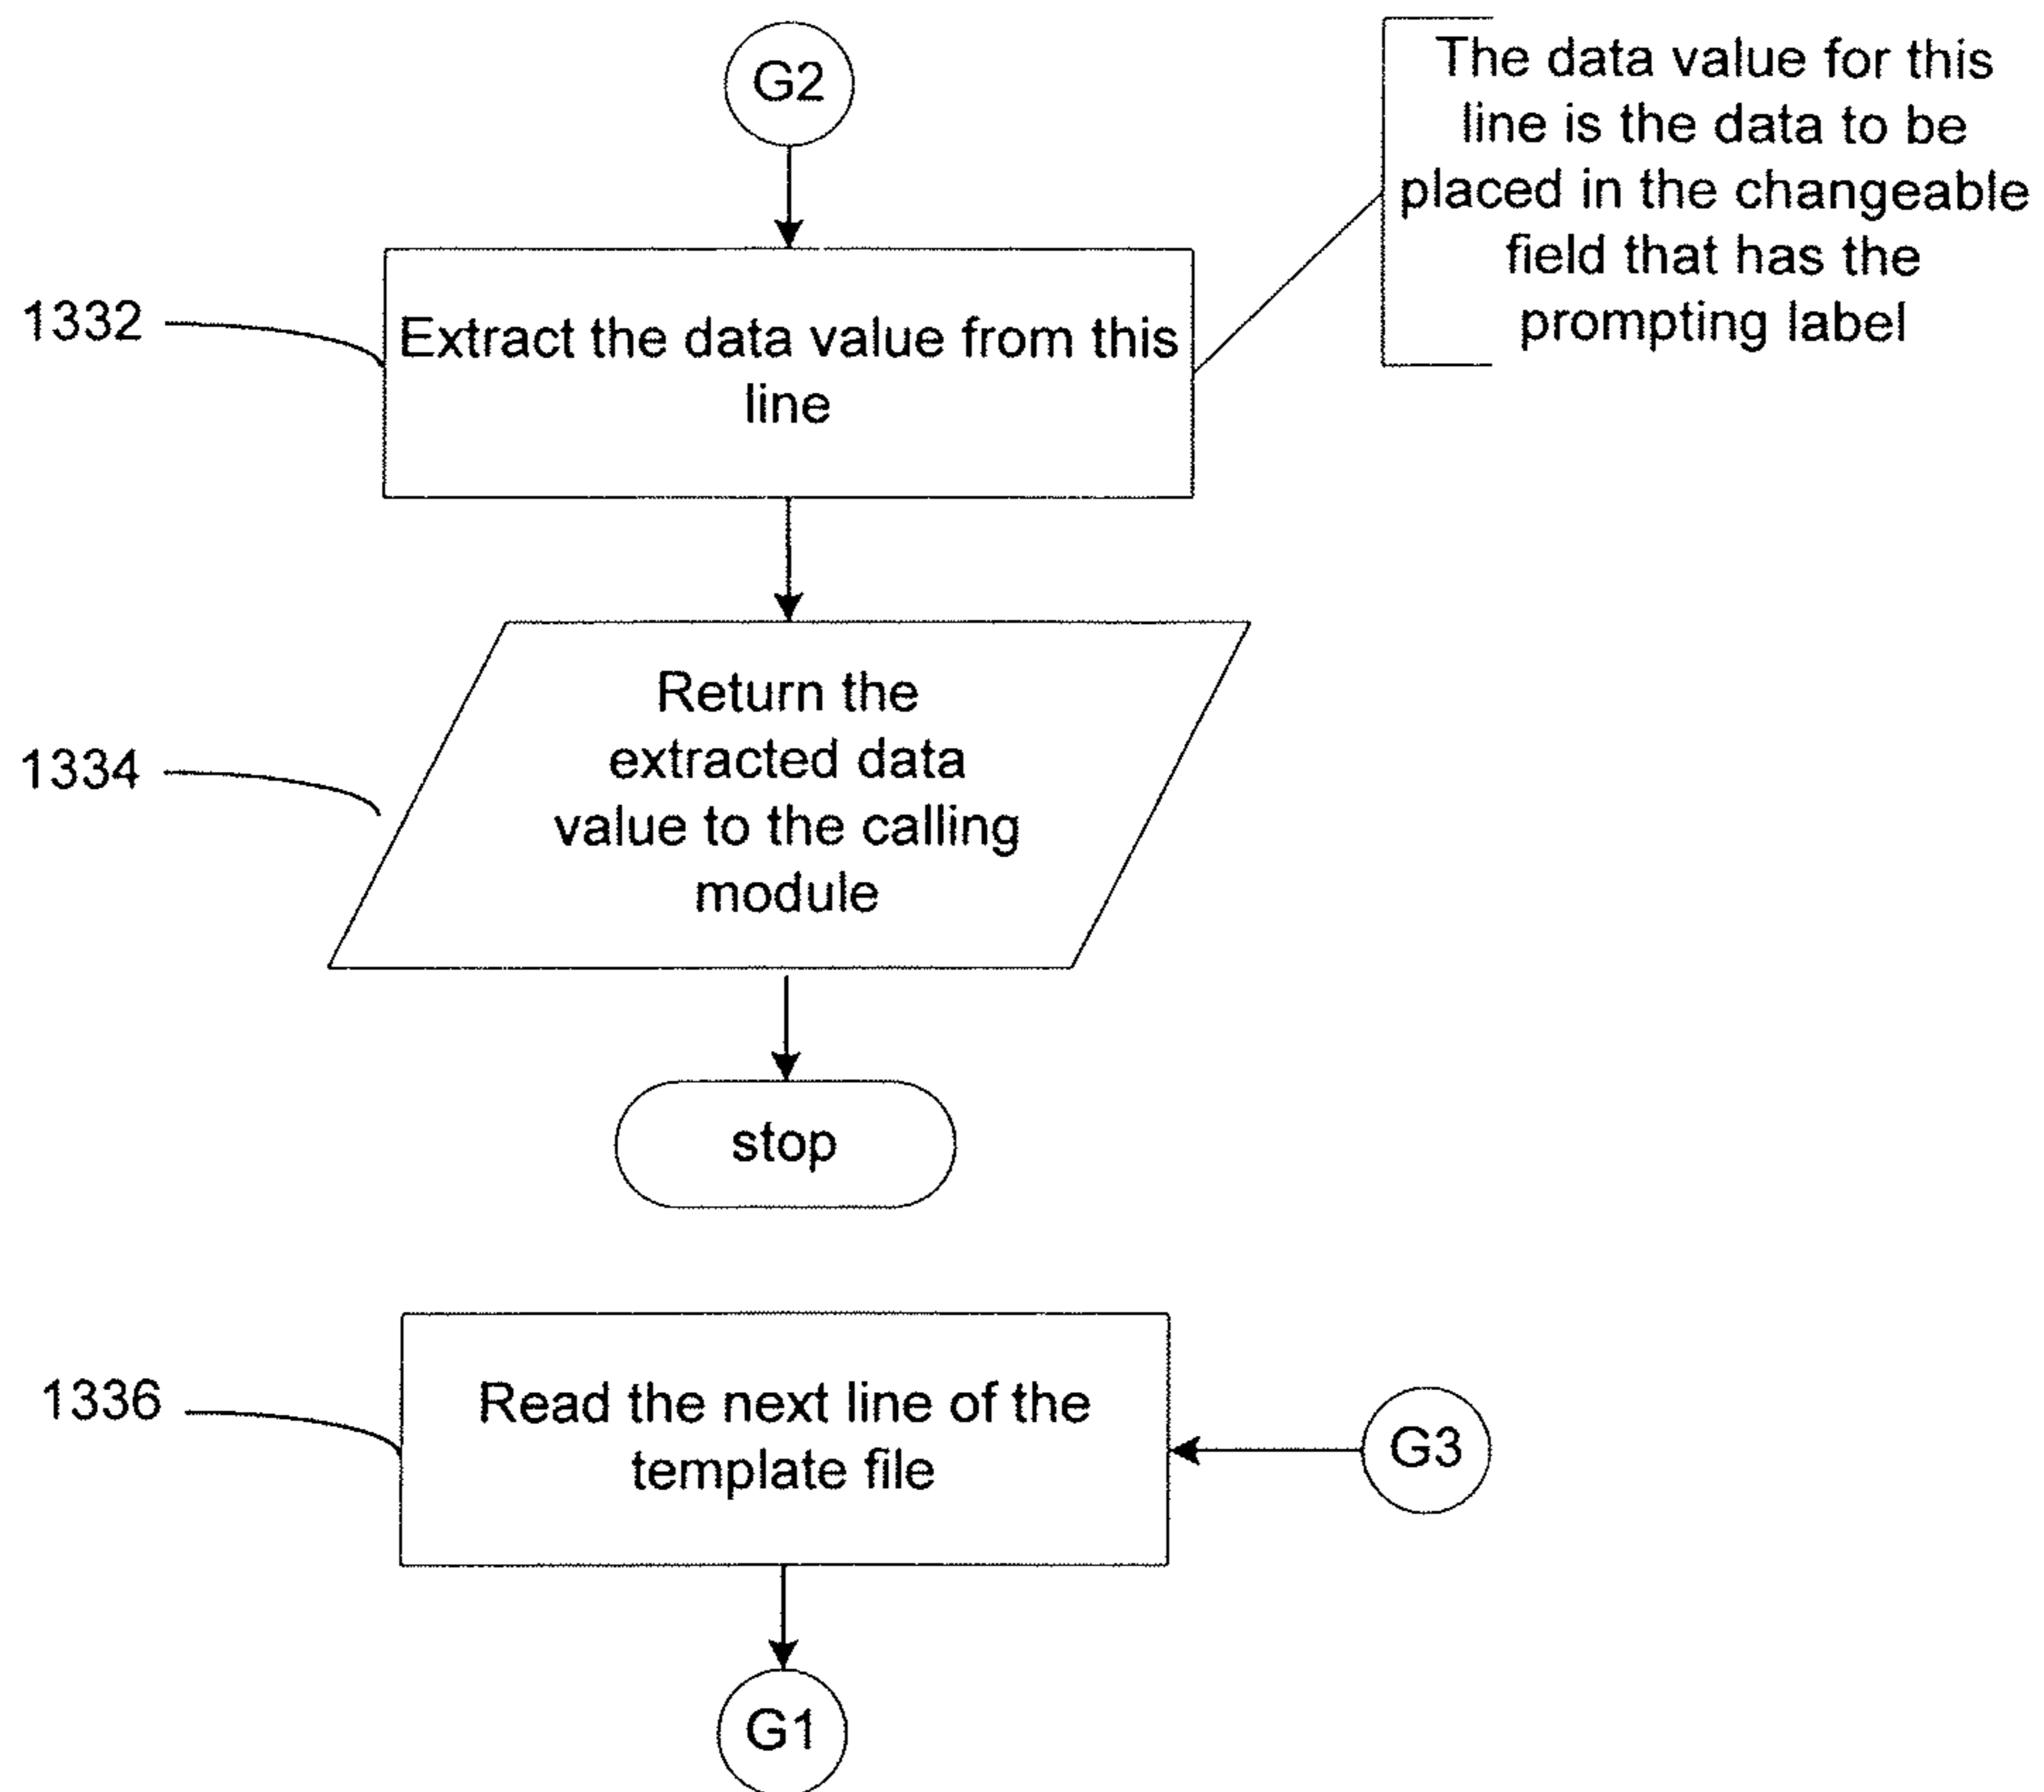 G2
The data value for this
line is the data to be
placed in the changeable
field that has the
prompting label
1332
Extract the data value from this
line
1334
Return the
extracted data
value to the calling
module
stop
1336
Read the next line of the
template file
G3
G1